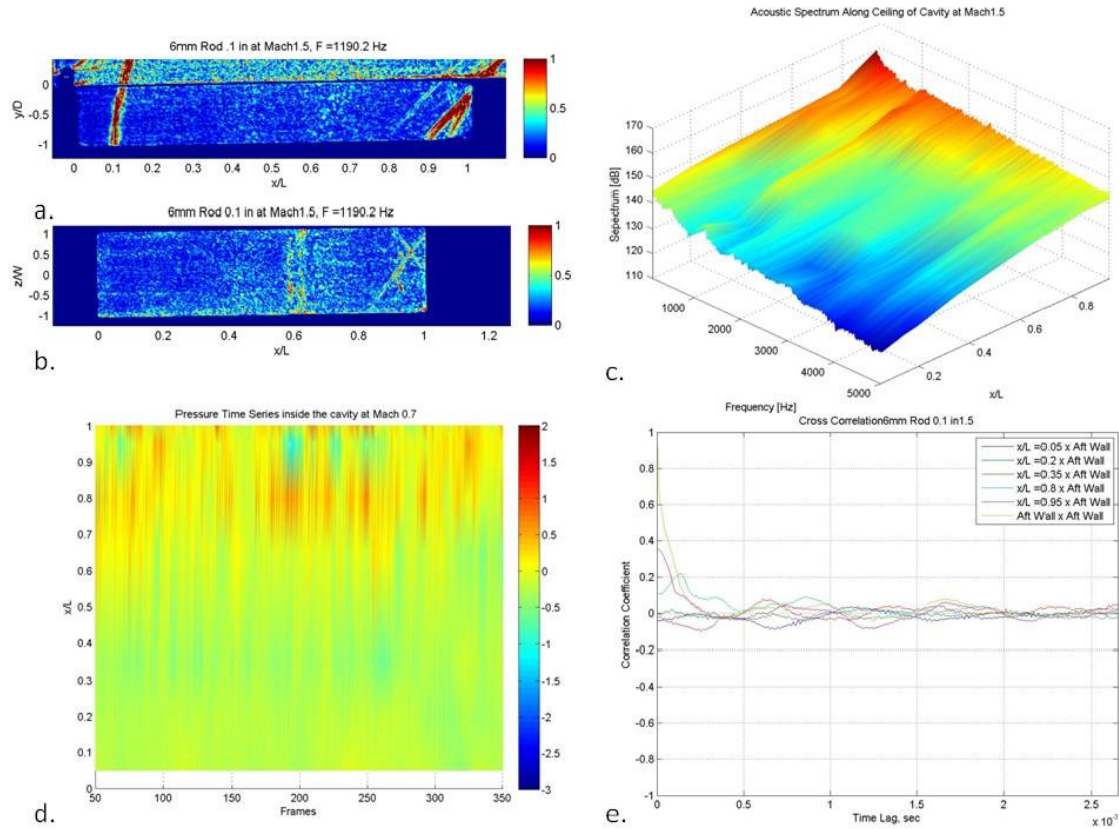 a.
6mm Rod .1 in at Mach1.5, F =1190.2 Hz
1
0.5
0
y/D
0
-0.5
-1
0 0.1 0.2 0.3 0.4 0.5 0.6 0.7 0.8 0.9 1
x/L
b.
6mm Rod 0.1 in at Mach1.5, F =1190.2 Hz
1
0.5
0
z/W
1
0.5
0
-0.5
-1
0 0.2 0.4 0.6 0.8 1 1.2
x/L
Acoustic Spectrum Along Ceiling of Cavity at Mach1.5
170
160
150
140
130
120
110
Sepectrum [dB]
1000
2000
3000
4000
5000
Frequency [Hz]
0.2
0.4
0.6
0.8
x/L
c.
Pressure Time Series inside the cavity at Mach 0.7
1
0.9
0.8
0.7
0.6
0.5
0.4
0.3
0.2
0.1
0
x/L
50 100 150 200 250 300 350
Frames
2
1.5
1
0.5
0
-0.5
-1
-1.5
-2
-2.5
-3
d.
Cross Correlation6mm Rod 0.1 in1.5
x/L =0.05 x Aft Wall
x/L =0.2 x Aft Wall
x/L =0.35 x Aft Wall
x/L =0.8 x Aft Wall
x/L =0.95 x Aft Wall
Aft Wall x Aft Wall
1
0.8
0.6
0.4
0.2
0
-0.2
-0.4
-0.6
-0.8
-1
Correlation Coefficient
0 0.5 1 1.5 2 2.5
Time Lag, sec
x 10
e.